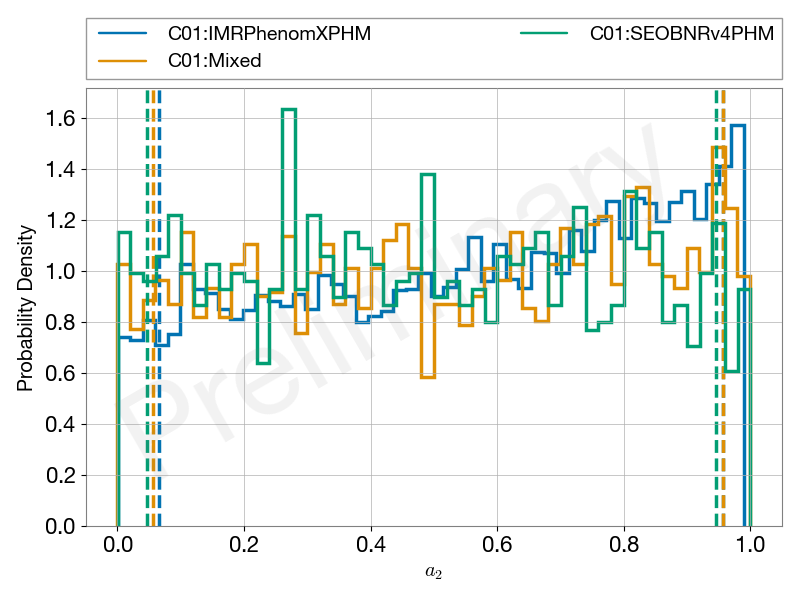 C01:IMRPhenomXPHM
C01:Mixed
C01:SEOBNRv4PHM
Preliminary
Probability Density
1.6
1.4
1.2
1.0
0.8
0.6
0.4
0.2
0.0
0.0 0.2 0.4 0.6 0.8 1.0
a₂